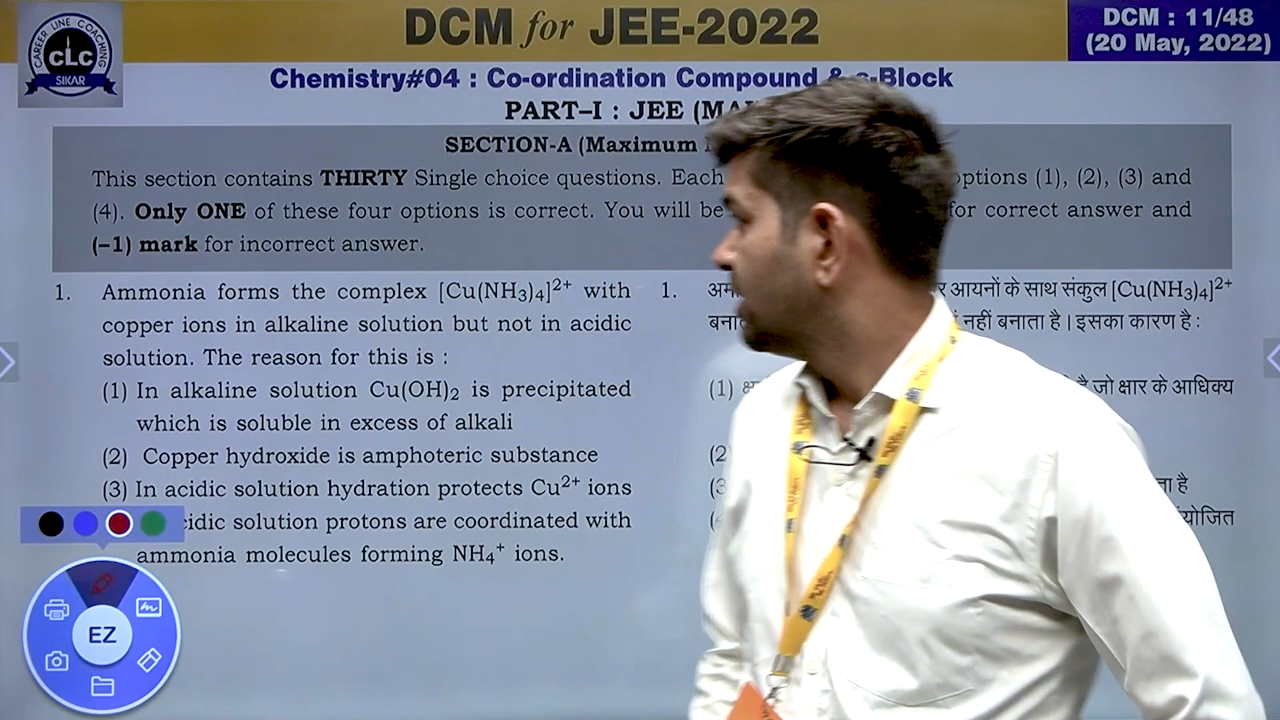 CAREER LINE COACHING
CLC
SIKAR
DCM for JEE-2022
DCM : 11/48
(20 May, 2022)
Chemistry#04 : Co-ordination Compound & s-Block
PART–I : JEE
SECTION-A (Maximum
This section contains THIRTY Single choice questions. Each options (1), (2), (3) and
(4). Only ONE of these four options is correct. You will be for correct answer and
(–1) mark for incorrect answer.
1. Ammonia forms the complex [Cu(NH₃)₄]²⁺ with
copper ions in alkaline solution but not in acidic
solution. The reason for this is :
(1) In alkaline solution Cu(OH)₂ is precipitated
which is soluble in excess of alkali
(2) Copper hydroxide is amphoteric substance
(3) In acidic solution hydration protects Cu²⁺ ions
solution protons are coordinated with
ammonia molecules forming NH₄⁺ ions.
1. आयनों के साथ संकुल [Cu(NH₃)₄]²⁺
नहीं बनाता है। इसका कारण है :
(1) जो क्षार के आधिक्य
(2
(3
EZ